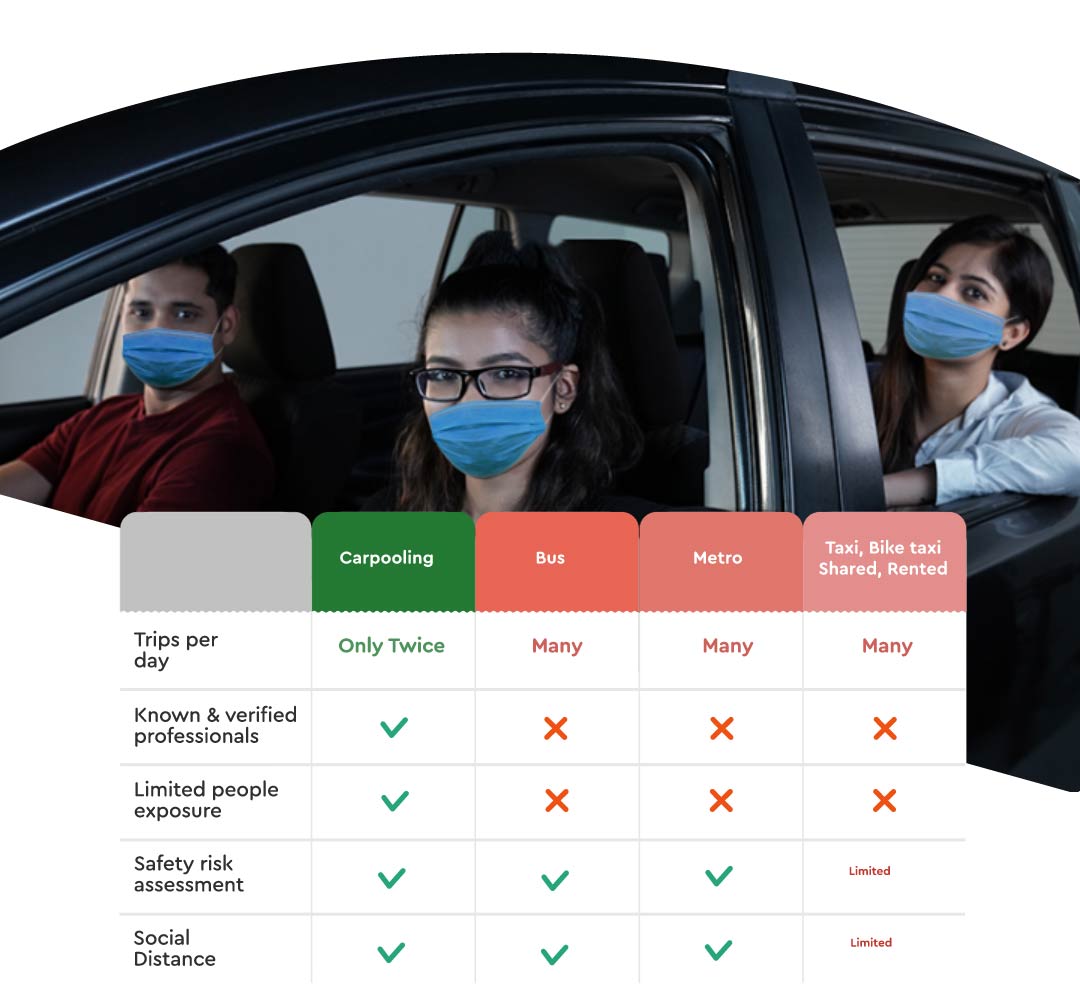 Carpooling
Bus
Metro
Taxi, Bike taxi
Shared, Rented
Trips per
day
Only Twice
Many
Many
Many
Known & verified
professionals
Limited people
exposure
Safety risk
assessment
Limited
Social
Distance
Limited